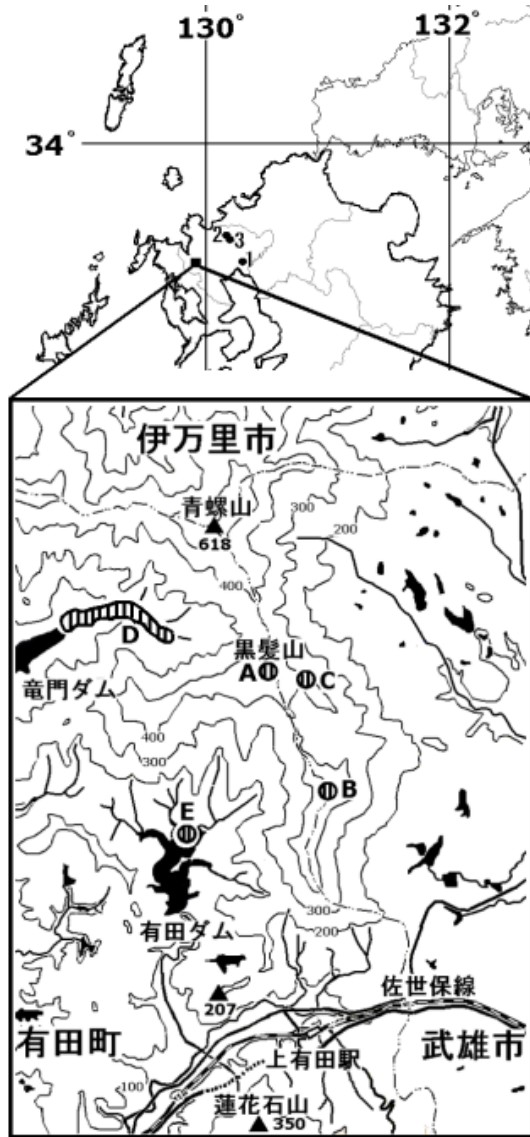 130°
132°
34°
2
3
1
伊万里市
300
200
青螺山
618
400
D
黒髪山
A
C
竜門ダム
400
300
B
E
有田ダム
300
200
佐世保線
207
有田町
武雄市
上有田駅
100
蓮花石山
350